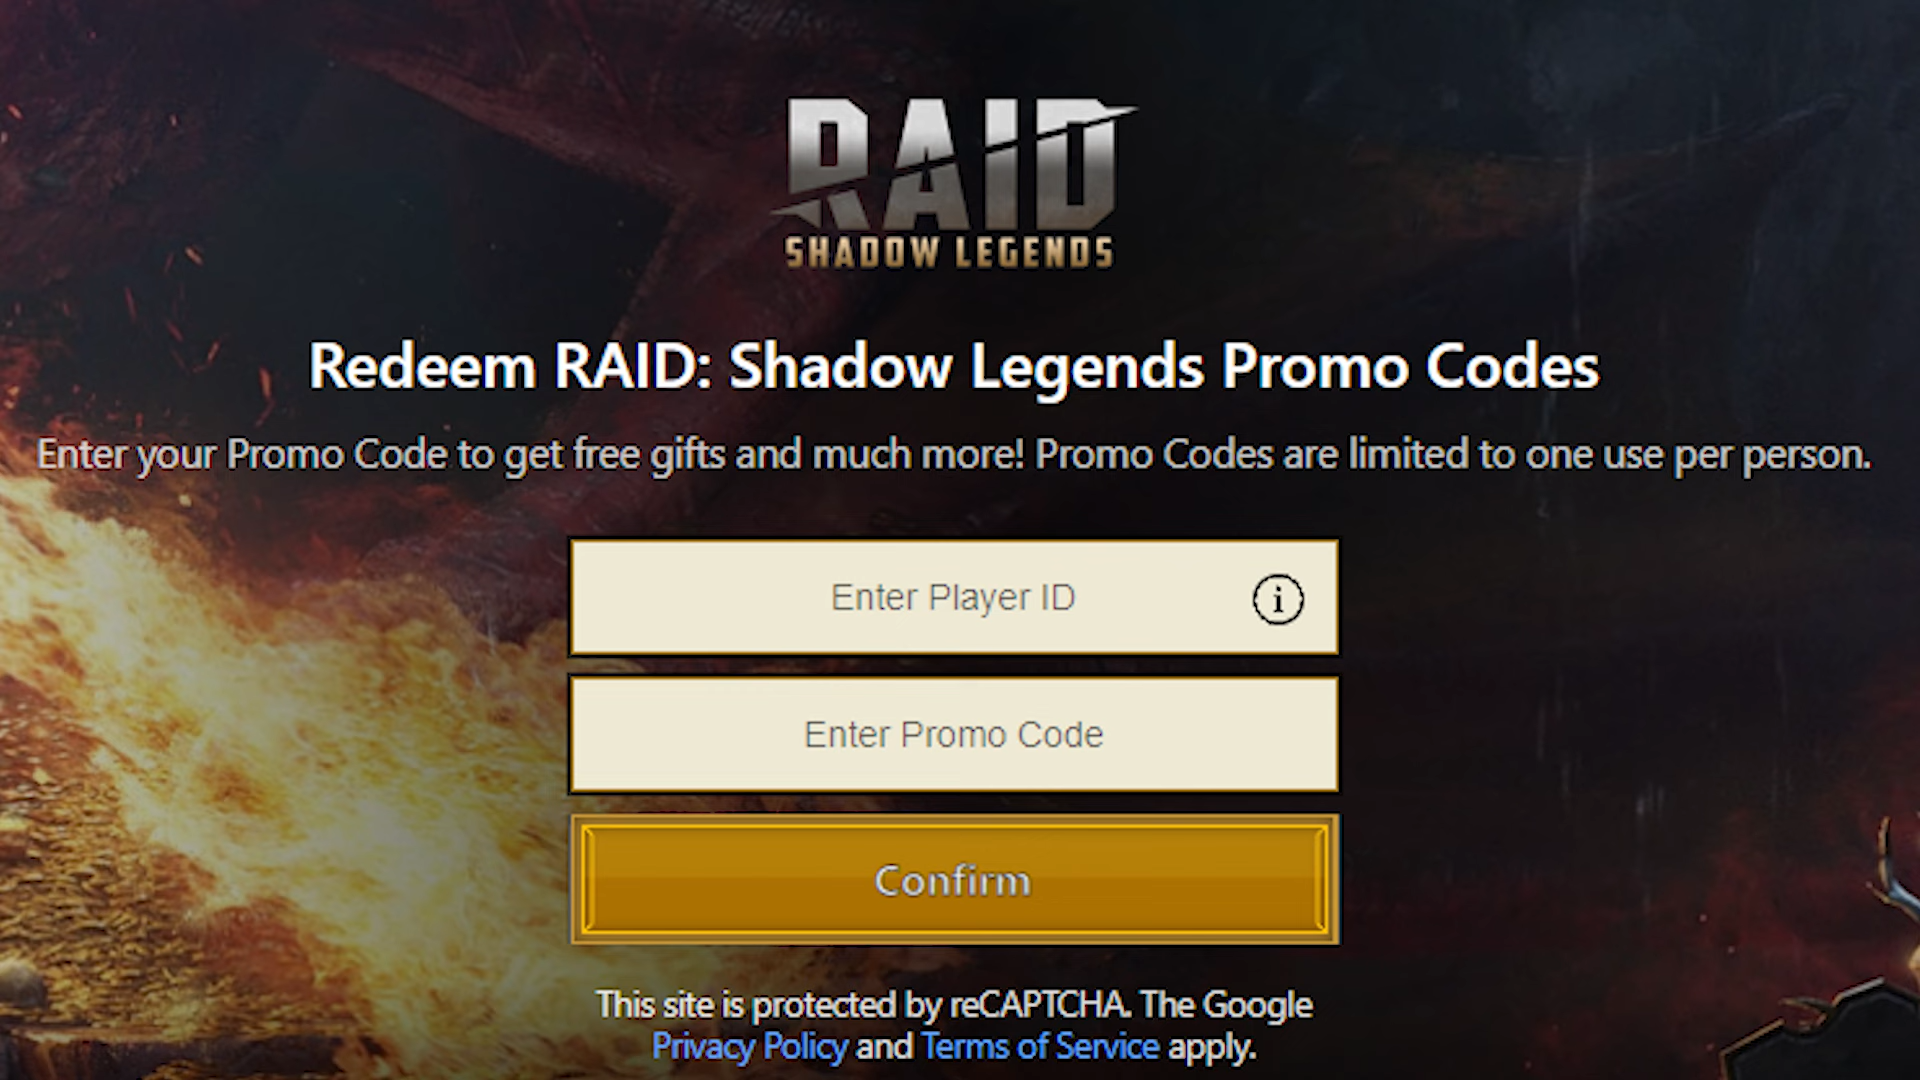 RAID
SHADOW LEGENDS
Redeem RAID: Shadow Legends Promo Codes
Enter your Promo Code to get free gifts and much more! Promo Codes are limited to one use per person.
Enter Player ID
i
Enter Promo Code
Confirm
This site is protected by reCAPTCHA. The Google
Privacy Policy and Terms of Service apply.